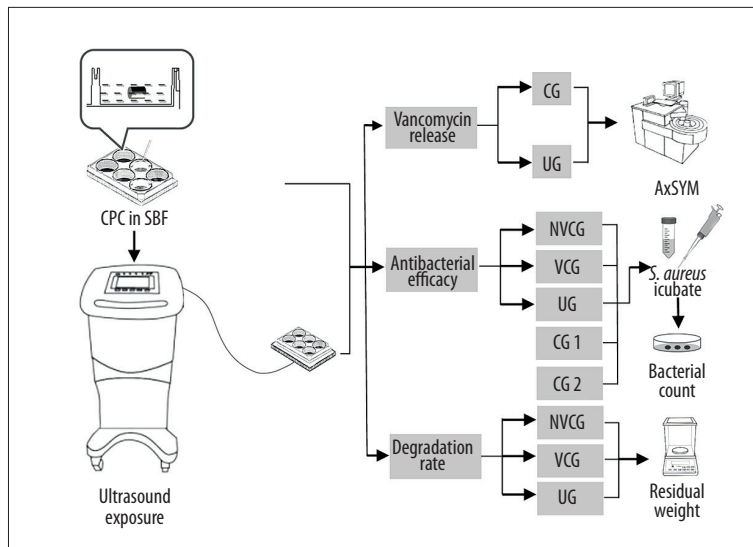 CPC in SBF
Ultrasound
exposure
Vancomycin
release
CG
UG
AxSYM
Antibacterial
efficacy
NVCG
VCG
UG
CG 1
CG 2
S. aureus
icubate
Bacterial
count
Degradation
rate
NVCG
VCG
UG
Residual
weight